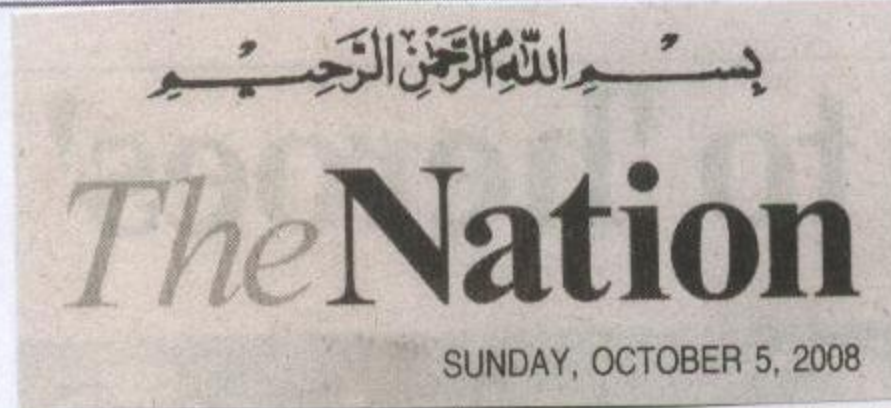 بِسْمِ اللّٰهِ الرَّحْمٰنِ الرَّحِيْمِ
The Nation
SUNDAY, OCTOBER 5, 2008